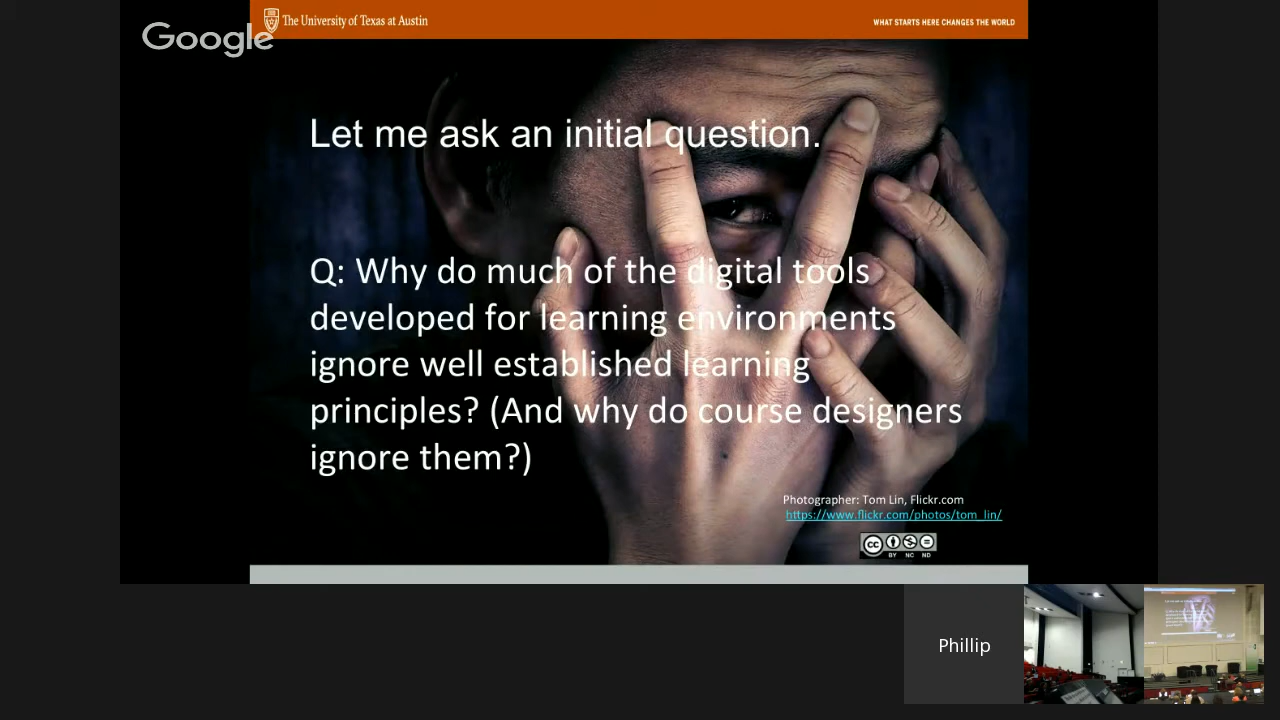 Google
The University of Texas at Austin
WHAT STARTS HERE CHANGES THE WORLD
Let me ask an initial question.
Q: Why do much of the digital tools
developed for learning environments
ignore well established learning
principles? (And why do course designers
ignore them?)
Photographer: Tom Lin, Flickr.com
https://www.flickr.com/photos/tom_lin/
cc
BY NC ND
Phillip